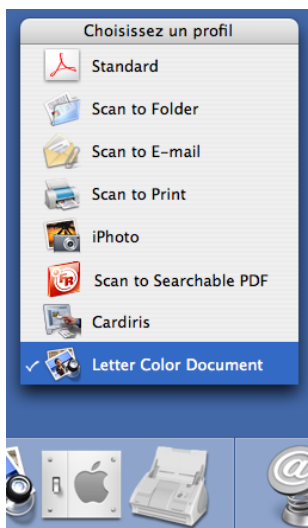 Choisissez un profil
Standard
Scan to Folder
Scan to E-mail
Scan to Print
iPhoto
Scan to Searchable PDF
Cardiris
Letter Color Document